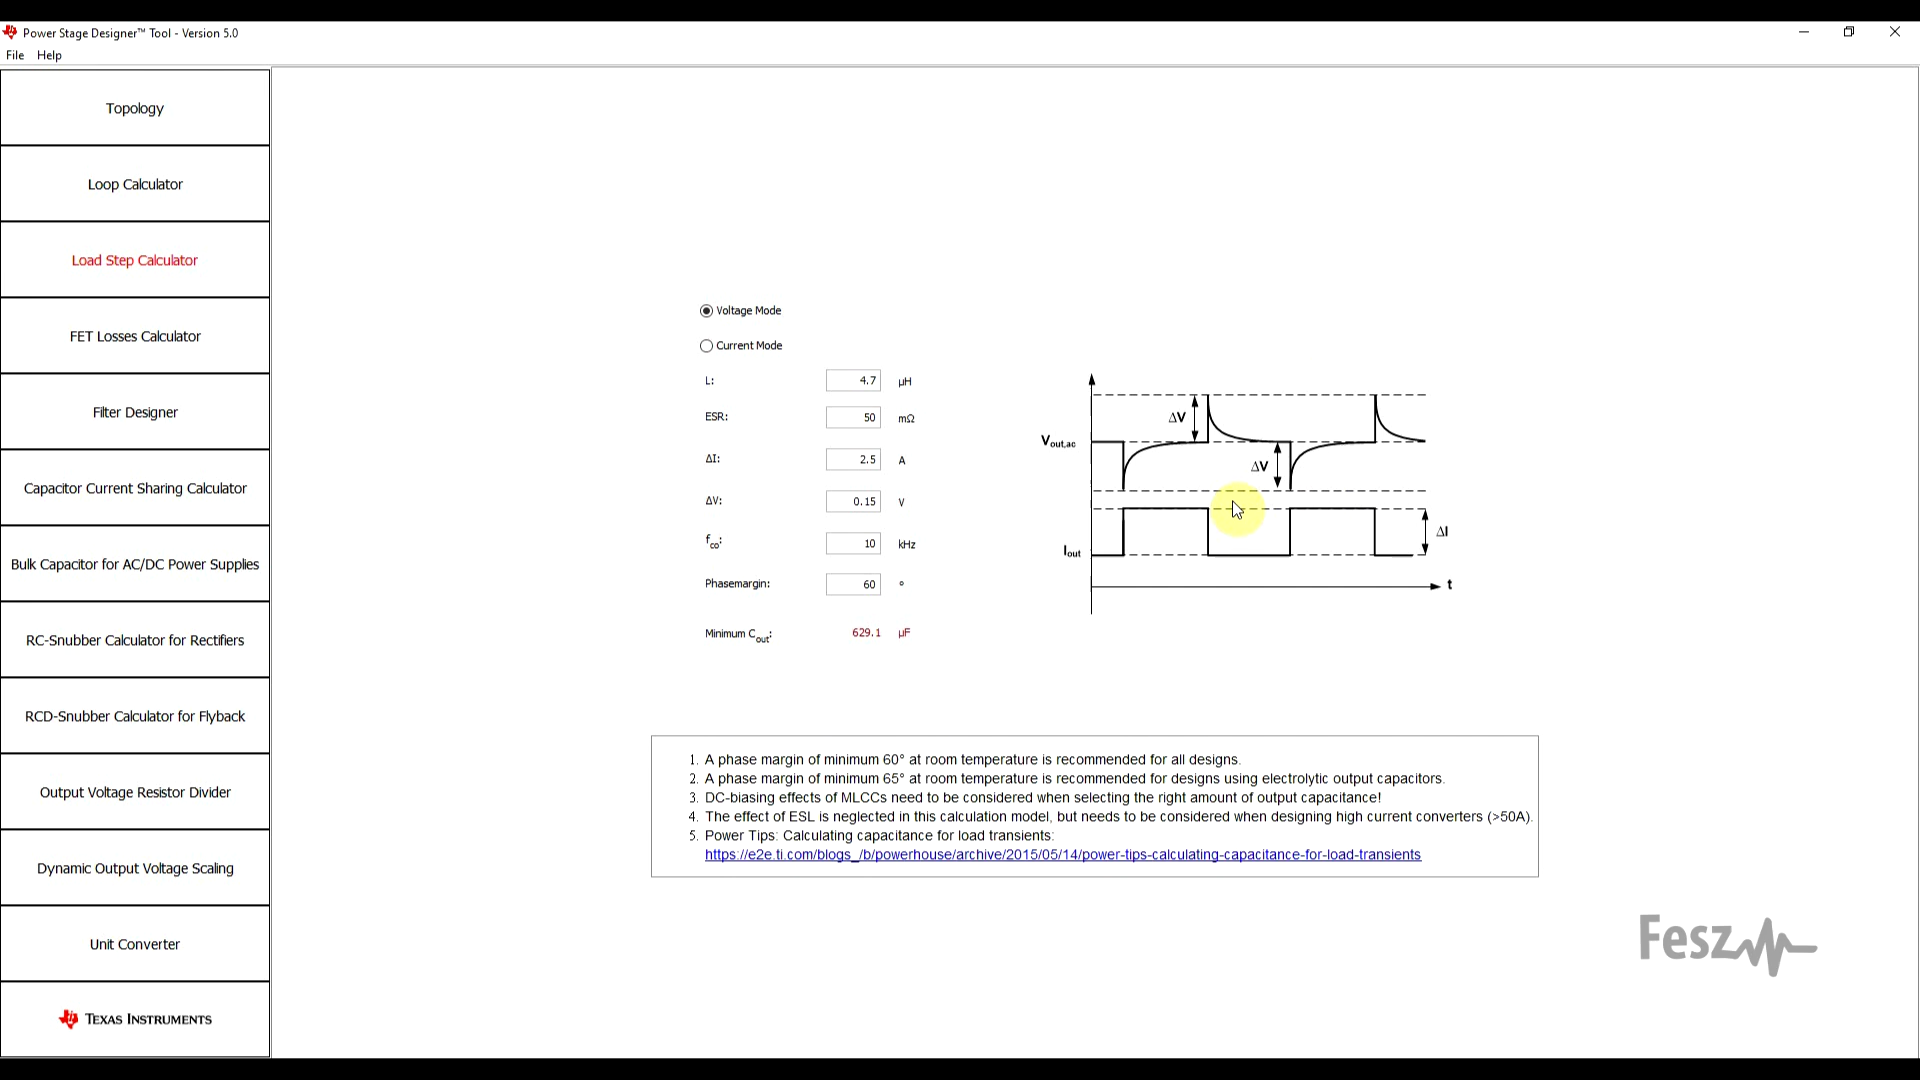 Power Stage Designer™ Tool - Version 5.0
File Help
Topology
Loop Calculator
Load Step Calculator
FET Losses Calculator
Filter Designer
Capacitor Current Sharing Calculator
Bulk Capacitor for AC/DC Power Supplies
RC-Snubber Calculator for Rectifiers
RCD-Snubber Calculator for Flyback
Output Voltage Resistor Divider
Dynamic Output Voltage Scaling
Unit Converter
TEXAS INSTRUMENTS
Voltage Mode
Current Mode
L: 4.7 μH
ESR: 50 mΩ
ΔI: 2.5 A
ΔV: 0.15 V
fco: 10 kHz
Phasemargin: 60 °
Minimum Cout: 629.1 μF
ΔV
Vout,ac
ΔV
ΔI
Iout
t
1. A phase margin of minimum 60° at room temperature is recommended for all designs.
2. A phase margin of minimum 65° at room temperature is recommended for designs using electrolytic output capacitors.
3. DC-biasing effects of MLCCs need to be considered when selecting the right amount of output capacitance!
4. The effect of ESL is neglected in this calculation model, but needs to be considered when designing high current converters (>50A).
5. Power Tips: Calculating capacitance for load transients:
https://e2e.ti.com/blogs_/b/powerhouse/archive/2015/05/14/power-tips-calculating-capacitance-for-load-transients
Fesz